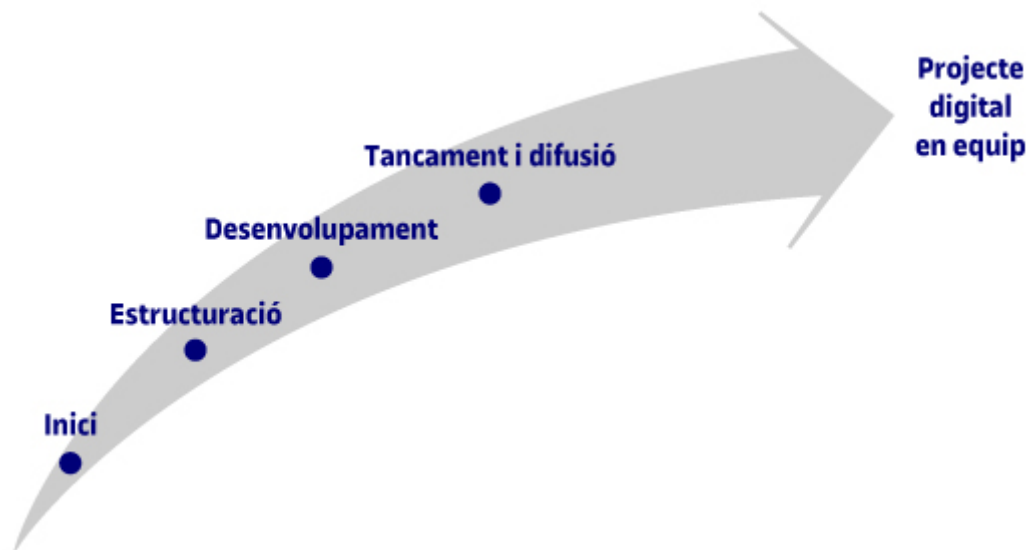 Inici
Estructuració
Desenvolupament
Tancament i difusió
Projecte
digital
en equip